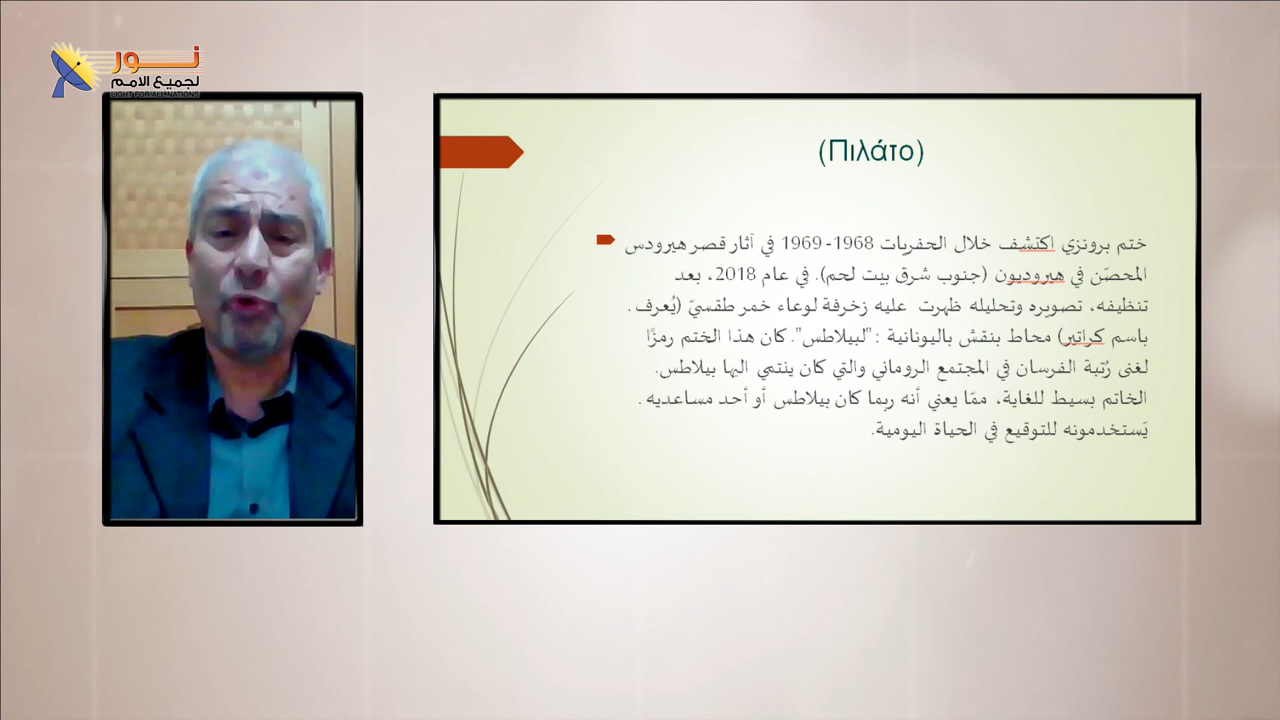 نور
لجميع الامم
LIGHT FOR ALL NATIONS
(Πιλάτο)
ختم برونزي اكتشف خلال الحفريات 1968- 1969 في آثار قصر هيرودس
المحصّن في هيروديون (جنوب شرق بيت لحم). في عام 2018، بعد
تنظيفه، تصويره وتحليله ظهرت عليه زخرفة لوعاء خمر طقسيّ (يُعرف .
باسم كراتير) محاط بنقش باليونانية : "لبيلاطس". كان هذا الختم رمزًا
لغنى رُتبة الفرسان في المجتمع الروماني والتي كان ينتمي اليها بيلاطس.
الخاتم بسيط للغاية، ممّا يعني أنه ربما كان بيلاطس أو أحد مساعديه .
يَستخدمونه للتوقيع في الحياة اليومية.